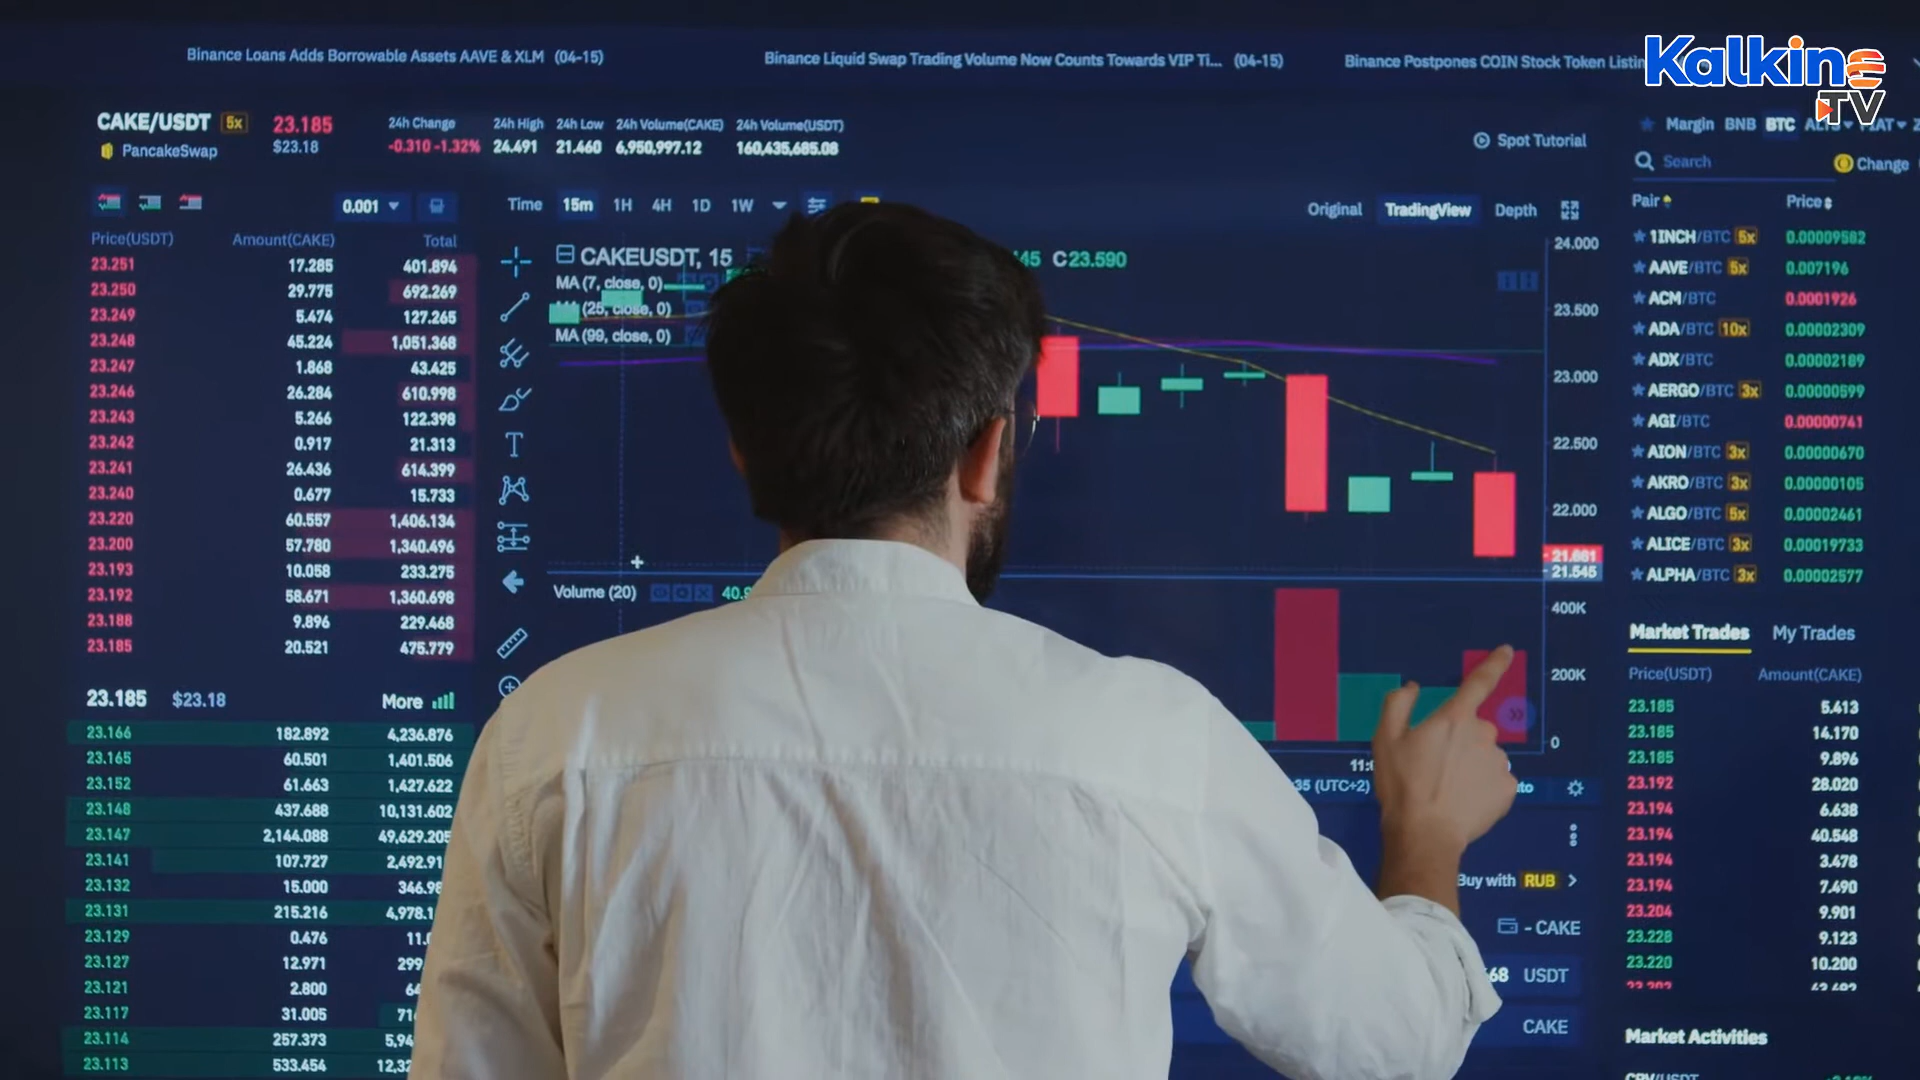 Binance Loans Adds Borrowable Assets AAVE & XLM (04-15)
Binance Liquid Swap Trading Volume Now Counts Towards VIP Ti... (04-15)
Binance Postpones COIN Stock Token Listin
Kalkine
TV
CAKE/USDT 5x
PancakeSwap
23.185
$23.18
24h Change
-0.310 -1.32%
24h High
24.491
24h Low
21.460
24h Volume(CAKE)
6,950,997.12
24h Volume(USDT)
160,435,685.08
Spot Tutorial
Margin BNB BTC
Search
Change
0.001
Price(USDT) Amount(CAKE) Total
23.251 17.285 401.894
23.250 29.775 692.269
23.249 5.474 127.265
23.248 45.224 1,051.368
23.247 1.868 43.425
23.246 26.284 610.998
23.243 5.266 122.398
23.242 0.917 21.313
23.241 26.436 614.399
23.240 0.677 15.733
23.220 60.557 1,406.134
23.200 57.780 1,340.496
23.193 10.058 233.275
23.192 58.671 1,360.698
23.188 9.896 229.468
23.185 20.521 475.779
23.185 $23.18 More
23.166 182.892 4,236.876
23.165 60.501 1,401.506
23.152 61.663 1,427.622
23.148 437.688 10,131.602
23.147 2,144.088 49,629.205
23.141 107.727 2,492.91
23.132 15.000 346.98
23.131 215.216 4,978.1
23.129 0.476 11.
23.127 12.971 299
23.121 2.800
23.117 31.005
23.114 257.373 5,94
23.113 533.454 12,32
Time 15m 1H 4H 1D 1W
Original TradingView Depth
CAKEUSDT, 15
C23.590
MA (7, close, 0)
(25, close, 0)
MA (99, close, 0)
24.000
23.500
23.000
22.500
22.000
21.661
21.545
Volume (20)
400K
200K
0
35 (UTC+2)
Buy with RUB
- CAKE
68 USDT
CAKE
Pair Price
1INCH/BTC 5x 0.00009582
AAVE/BTC 5x 0.007196
ACM/BTC 0.0001926
ADA/BTC 10x 0.00002309
ADX/BTC 0.00002189
AERGO/BTC 3x 0.00000599
AGI/BTC 0.00000741
AION/BTC 3x 0.00000670
AKRO/BTC 3x 0.00000105
ALGO/BTC 5x 0.00002461
ALICE/BTC 3x 0.00019733
ALPHA/BTC 3x 0.00002577
Market Trades My Trades
Price(USDT) Amount(CAKE)
23.185 5.413
23.185 14.170
23.185 9.896
23.192 28.020
23.194 6.638
23.194 40.548
23.194 3.478
23.194 7.490
23.204 9.901
23.228 9.123
23.220 10.200
Market Activities